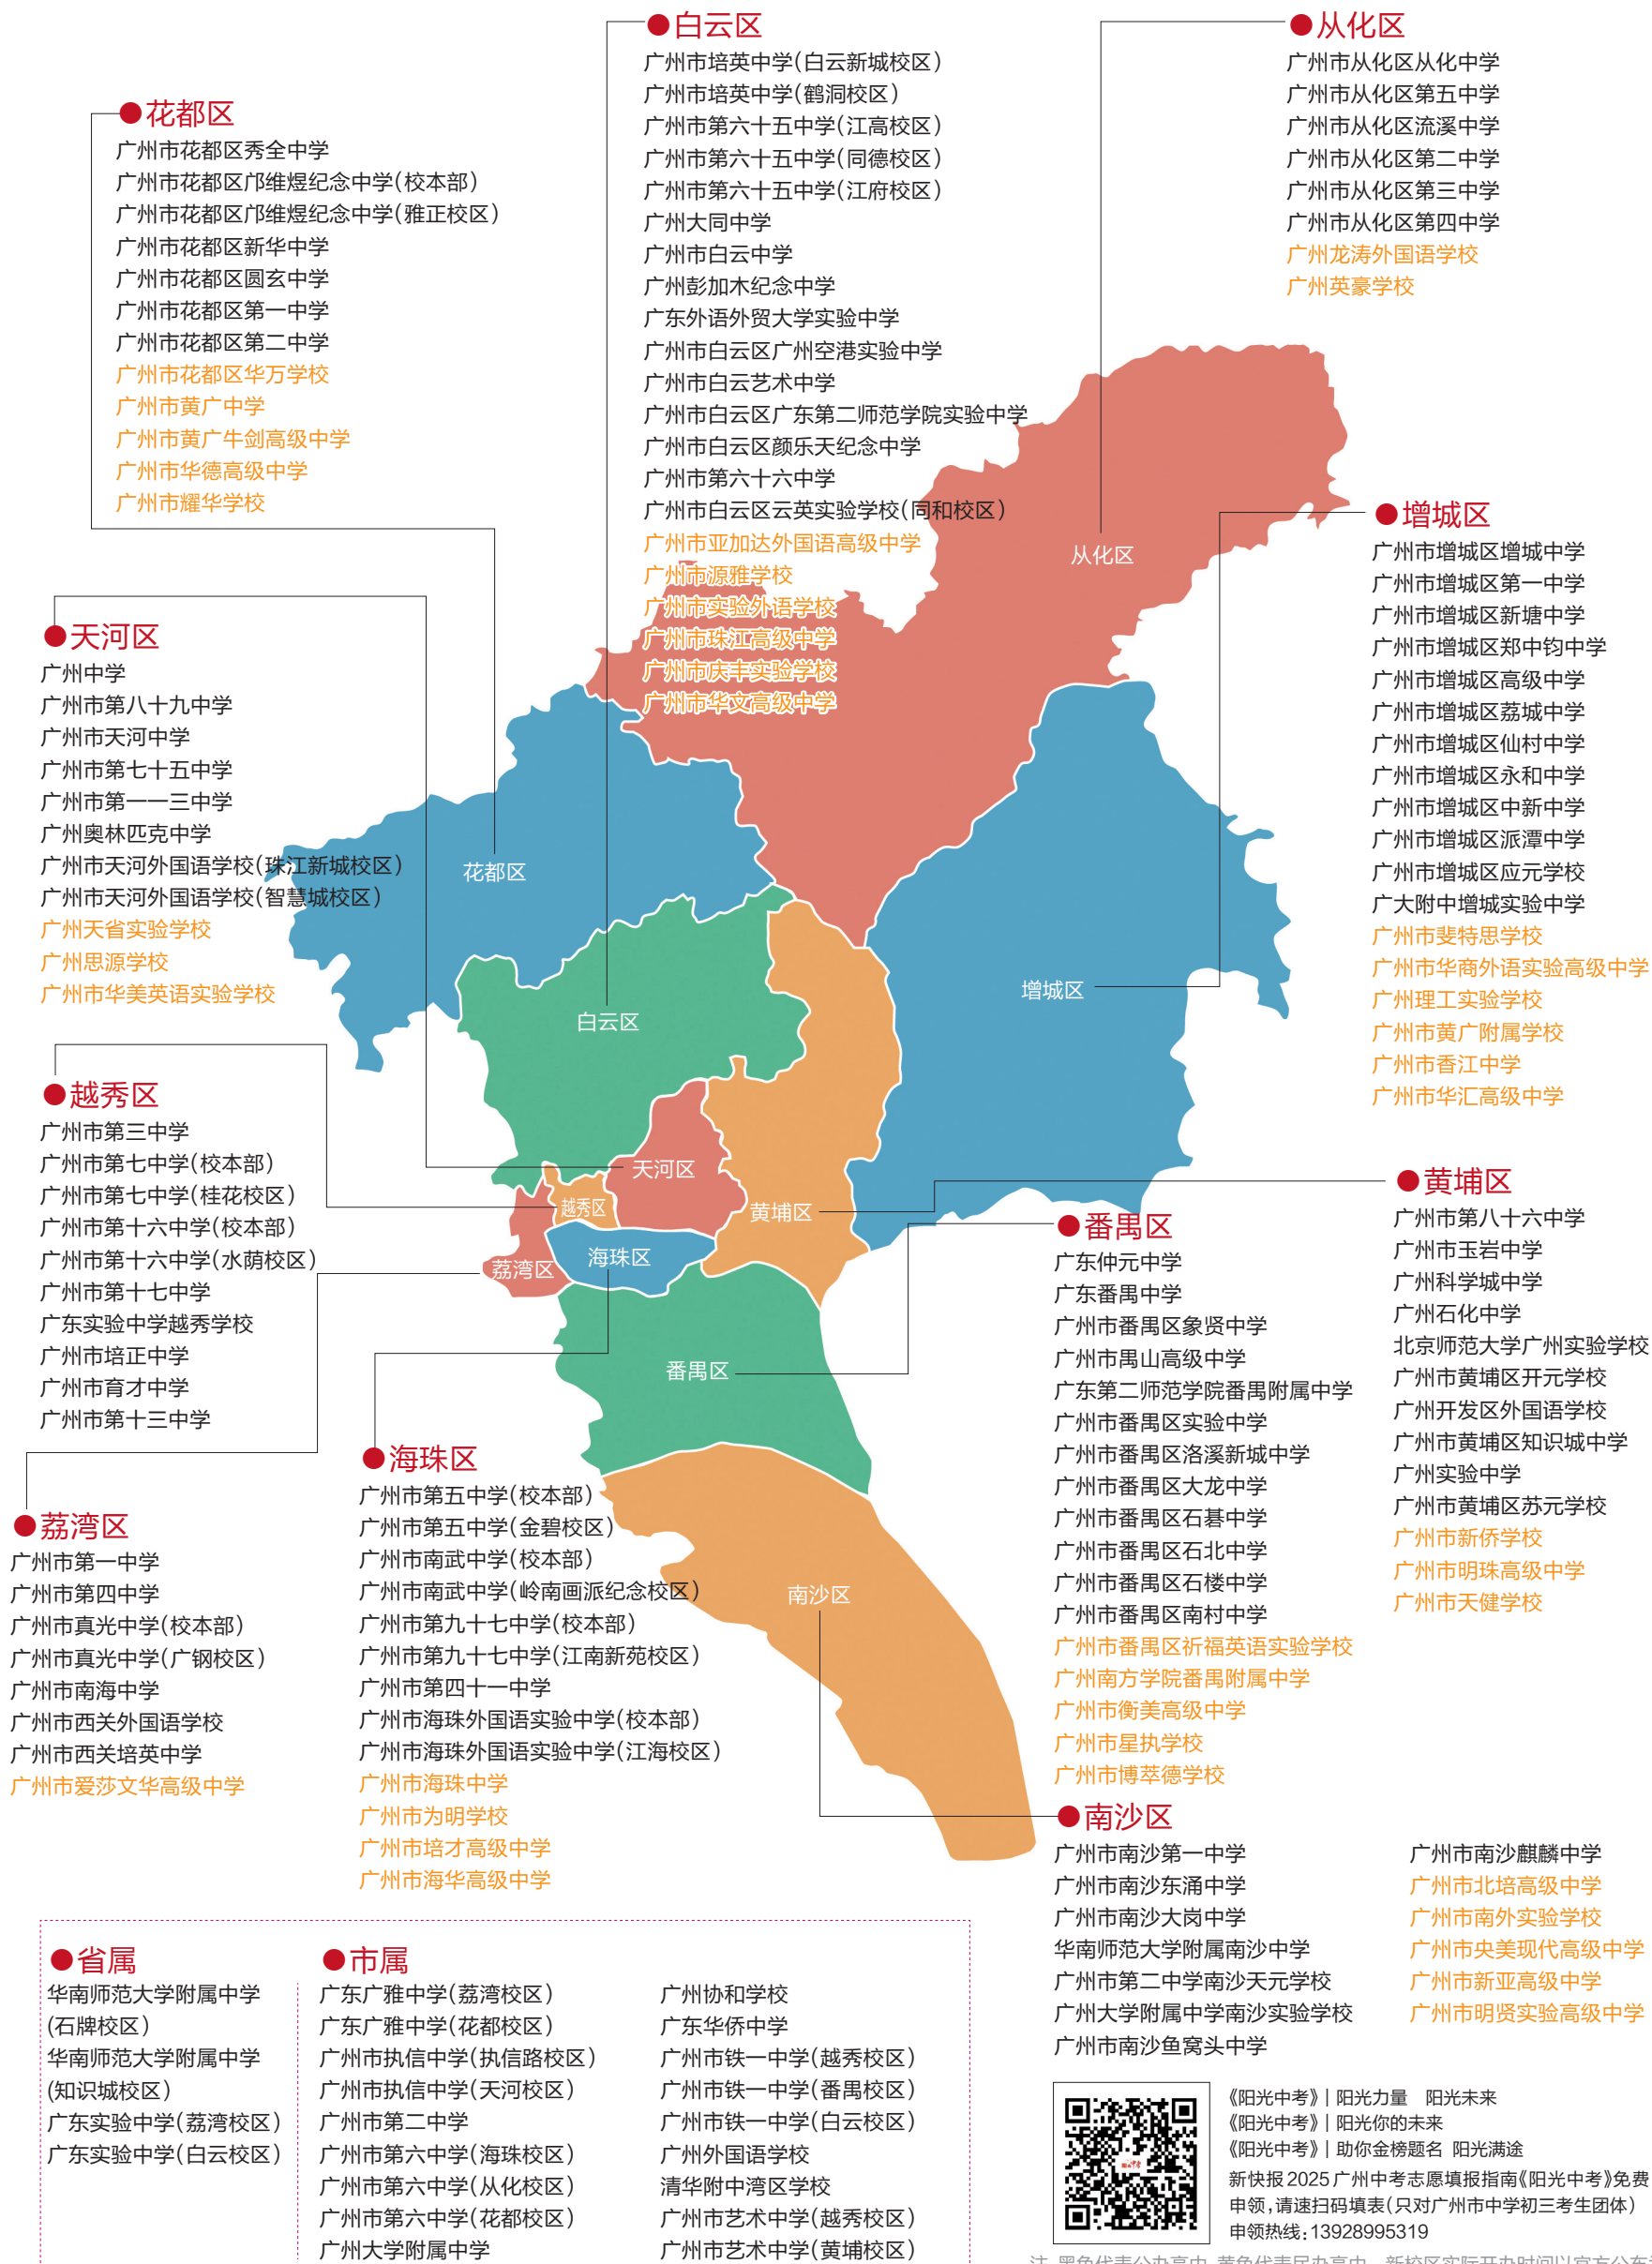 白云区
广州市培英中学(白云新城校区)
广州市培英中学(鹤洞校区)
广州市第六十五中学(江高校区)
广州市第六十五中学(同德校区)
广州市第六十五中学(江府校区)
广州大同中学
广州市白云中学
广州彭加木纪念中学
广东外语外贸大学实验中学
广州市白云区广州空港实验中学
广州市白云艺术中学
广州市白云区广东第二师范学院实验中学
广州市白云区颜乐天纪念中学
广州市第六十六中学
广州市白云区云英实验学校(同和校区)
广州市亚加达外国语高级中学
广州市源雅学校
广州市实验外语学校
广州市珠江高级中学
广州市庆丰实验学校
广州市华文高级中学
从化区
广州市从化区从化中学
广州市从化区第五中学
广州市从化区流溪中学
广州市从化区第二中学
广州市从化区第三中学
广州市从化区第四中学
广州龙涛外国语学校
广州英豪学校
花都区
广州市花都区秀全中学
广州市花都区邝维煜纪念中学(校本部)
广州市花都区邝维煜纪念中学(雅正校区)
广州市花都区新华中学
广州市花都区圆玄中学
广州市花都区第一中学
广州市花都区第二中学
广州市花都区华万学校
广州市黄广中学
广州市黄广牛剑高级中学
广州市华德高级中学
广州市耀华学校
增城区
广州市增城区增城中学
广州市增城区第一中学
广州市增城区新塘中学
广州市增城区郑中钧中学
广州市增城区高级中学
广州市增城区荔城中学
广州市增城区仙村中学
广州市增城区永和中学
广州市增城区中新中学
广州市增城区派潭中学
广州市增城区应元学校
广大附中增城实验中学
广州市斐特思学校
广州市华商外语实验高级中学
广州理工实验学校
广州市黄广附属学校
广州市香江中学
广州市华汇高级中学
天河区
广州中学
广州市第八十九中学
广州市天河中学
广州市第七十五中学
广州市第一一三中学
广州奥林匹克中学
广州市天河外国语学校(珠江新城校区)
广州市天河外国语学校(智慧城校区)
广州天省实验学校
广州思源学校
广州市华美英语实验学校
从化区
花都区
增城区
白云区
天河区
越秀区
黄埔区
海珠区
荔湾区
番禺区
南沙区
越秀区
广州市第三中学
广州市第七中学(校本部)
广州市第七中学(桂花校区)
广州市第十六中学(校本部)
广州市第十六中学(水荫校区)
广州市第十七中学
广东实验中学越秀学校
广州市培正中学
广州市育才中学
广州市第十三中学
黄埔区
广州市第八十六中学
广州市玉岩中学
广州科学城中学
广州石化中学
北京师范大学广州实验学校
广州市黄埔区开元学校
广州开发区外国语学校
广州市黄埔区知识城中学
广州实验中学
广州市黄埔区苏元学校
广州市新侨学校
广州市明珠高级中学
广州市天健学校
番禺区
广东仲元中学
广东番禺中学
广州市番禺区象贤中学
广州市禺山高级中学
广东第二师范学院番禺附属中学
广州市番禺区实验中学
广州市番禺区洛溪新城中学
广州市番禺区大龙中学
广州市番禺区石碁中学
广州市番禺区石北中学
广州市番禺区石楼中学
广州市番禺区南村中学
广州市番禺区祈福英语实验学校
广州南方学院番禺附属中学
广州市衡美高级中学
广州市星执学校
广州市博萃德学校
荔湾区
广州市第一中学
广州市第四中学
广州市真光中学(校本部)
广州市真光中学(广钢校区)
广州市南海中学
广州市西关外国语学校
广州市西关培英中学
广州市爱莎文华高级中学
海珠区
广州市第五中学(校本部)
广州市第五中学(金碧校区)
广州市南武中学(校本部)
广州市南武中学(岭南画派纪念校区)
广州市第九十七中学(校本部)
广州市第九十七中学(江南新苑校区)
广州市第四十一中学
广州市海珠外国语实验中学(校本部)
广州市海珠外国语实验中学(江海校区)
广州市海珠中学
广州市为明学校
广州市培才高级中学
广州市海华高级中学
南沙区
广州市南沙第一中学
广州市南沙东涌中学
广州市南沙大岗中学
华南师范大学附属南沙中学
广州市第二中学南沙天元学校
广州大学附属中学南沙实验学校
广州市南沙鱼窝头中学
广州市南沙麒麟中学
广州市北培高级中学
广州市南外实验学校
广州市央美现代高级中学
广州市新亚高级中学
广州市明贤实验高级中学
省属
华南师范大学附属中学
(石牌校区)
华南师范大学附属中学
(知识城校区)
广东实验中学(荔湾校区)
广东实验中学(白云校区)
市属
广东广雅中学(荔湾校区)
广东广雅中学(花都校区)
广州市执信中学(执信路校区)
广州市执信中学(天河校区)
广州市第二中学
广州市第六中学(海珠校区)
广州市第六中学(从化校区)
广州市第六中学(花都校区)
广州大学附属中学
广州协和学校
广东华侨中学
广州市铁一中学(越秀校区)
广州市铁一中学(番禺校区)
广州市铁一中学(白云校区)
广州外国语学校
清华附中湾区学校
广州市艺术中学(越秀校区)
广州市艺术中学(黄埔校区)
《阳光中考》| 阳光力量 阳光未来
《阳光中考》| 阳光你的未来
《阳光中考》| 助你金榜题名 阳光满途
新快报2025广州中考志愿填报指南《阳光中考》免费
申领,请速扫码填表(只对广州市中学初三考生团体)
申领热线:13928995319